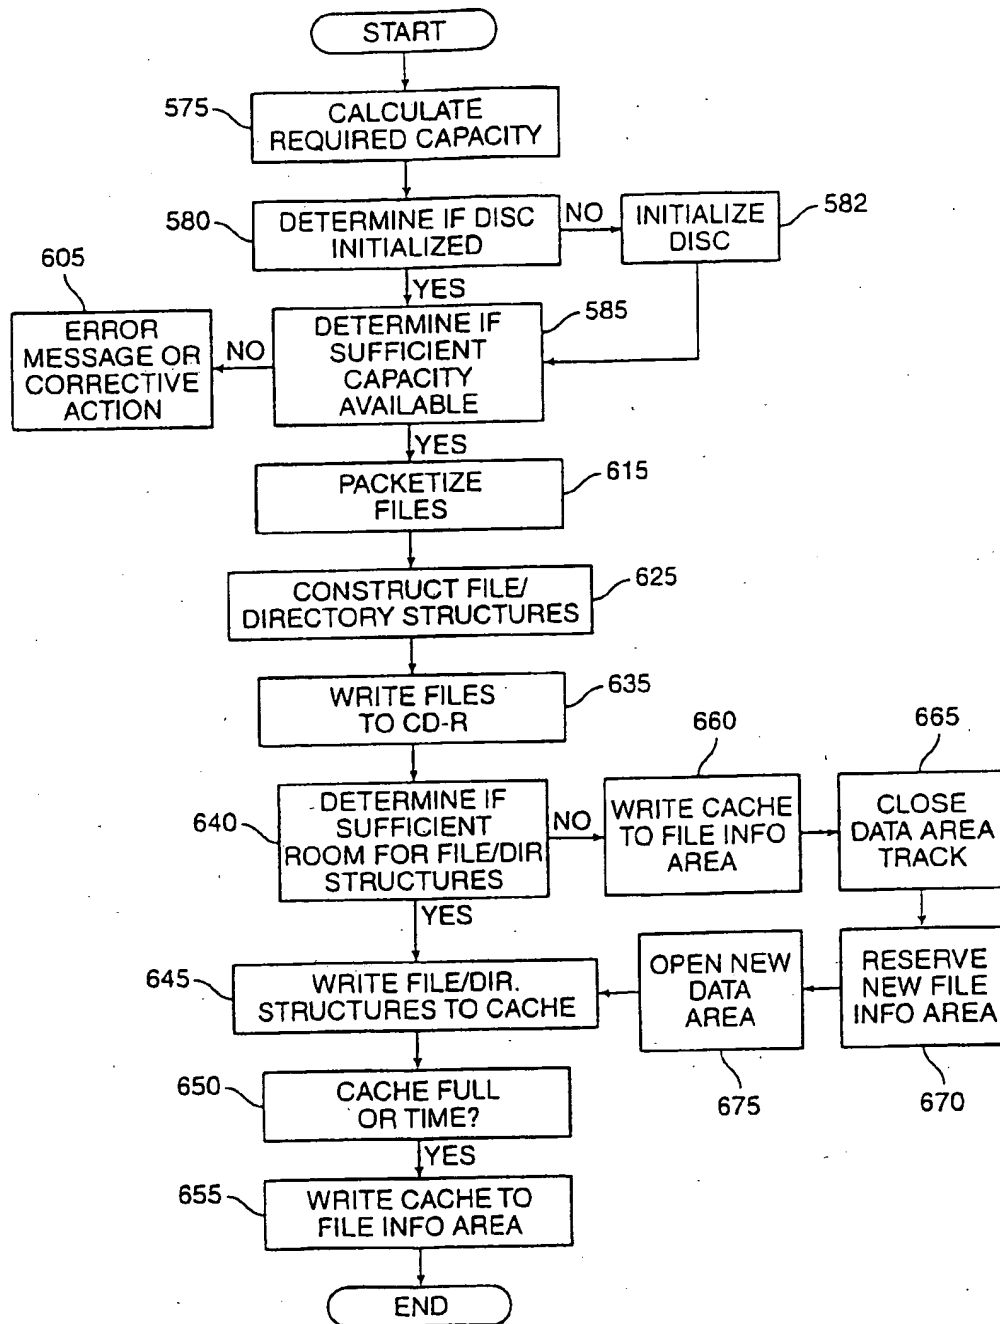 START
575
CALCULATE
REQUIRED CAPACITY
580
DETERMINE IF DISC
INITIALIZED
NO
INITIALIZE
DISC
582
YES
605
ERROR
MESSAGE OR
CORRECTIVE
ACTION
NO
DETERMINE IF
SUFFICIENT
CAPACITY
AVAILABLE
585
YES
PACKETIZE
FILES
615
CONSTRUCT FILE/
DIRECTORY STRUCTURES
625
WRITE FILES
TO CD-R
635
640
DETERMINE IF
SUFFICIENT
ROOM FOR FILE/DIR
STRUCTURES
NO
660
WRITE CACHE
TO FILE INFO
AREA
665
CLOSE
DATA AREA
TRACK
YES
645
WRITE FILE/DIR.
STRUCTURES TO CACHE
OPEN NEW
DATA
AREA
675
RESERVE
NEW FILE
INFO AREA
670
650
CACHE FULL
OR TIME?
YES
655
WRITE CACHE TO
FILE INFO AREA
END